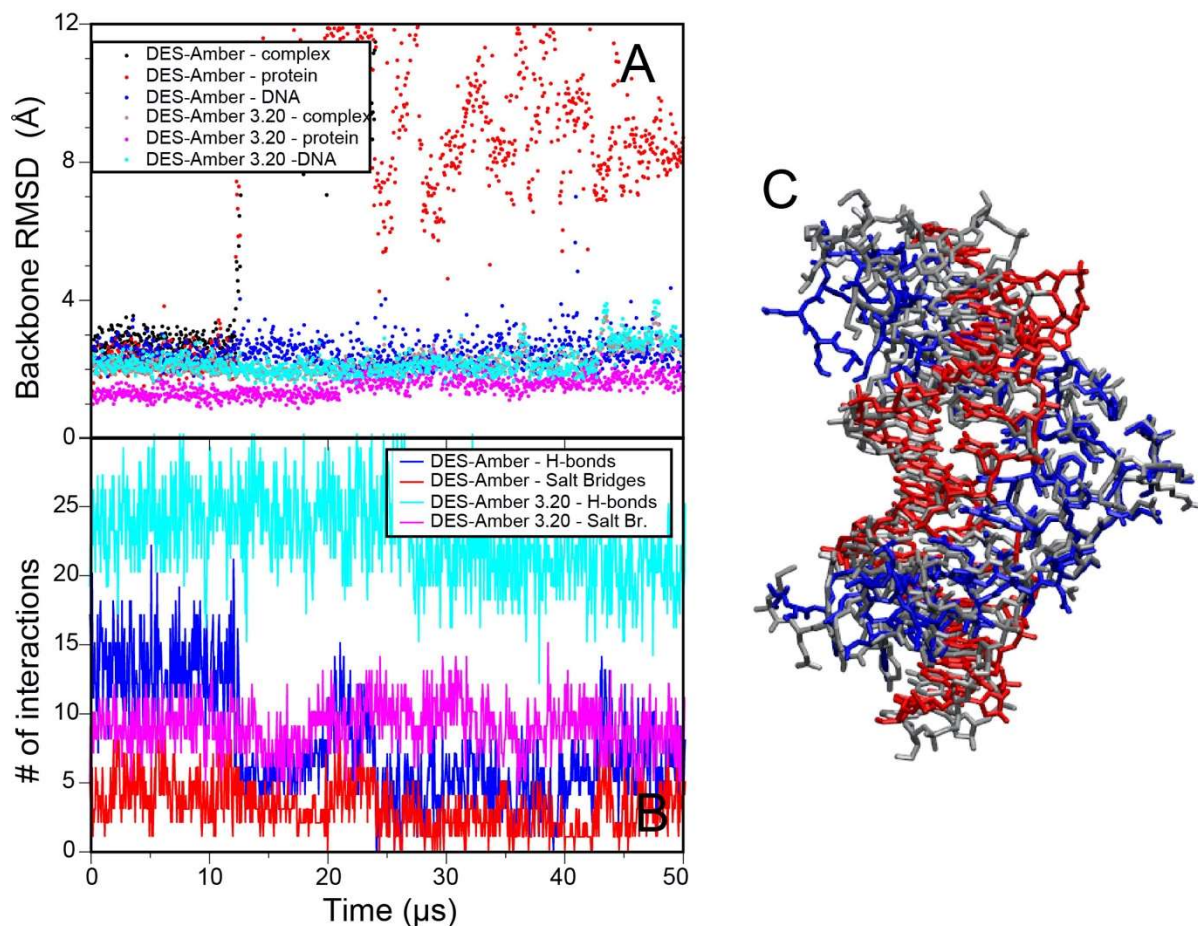 12
A
DES-Amber - complex
DES-Amber - protein
DES-Amber - DNA
DES-Amber 3.20 - complex
DES-Amber 3.20 - protein
DES-Amber 3.20 -DNA
8
4
0
Backbone RMSD (Å)
DES-Amber - H-bonds
DES-Amber - Salt Bridges
DES-Amber 3.20 - H-bonds
DES-Amber 3.20 - Salt Br.
25
20
15
10
5
0
# of interactions
B
0 10 20 30 40 50
Time (µs)
C